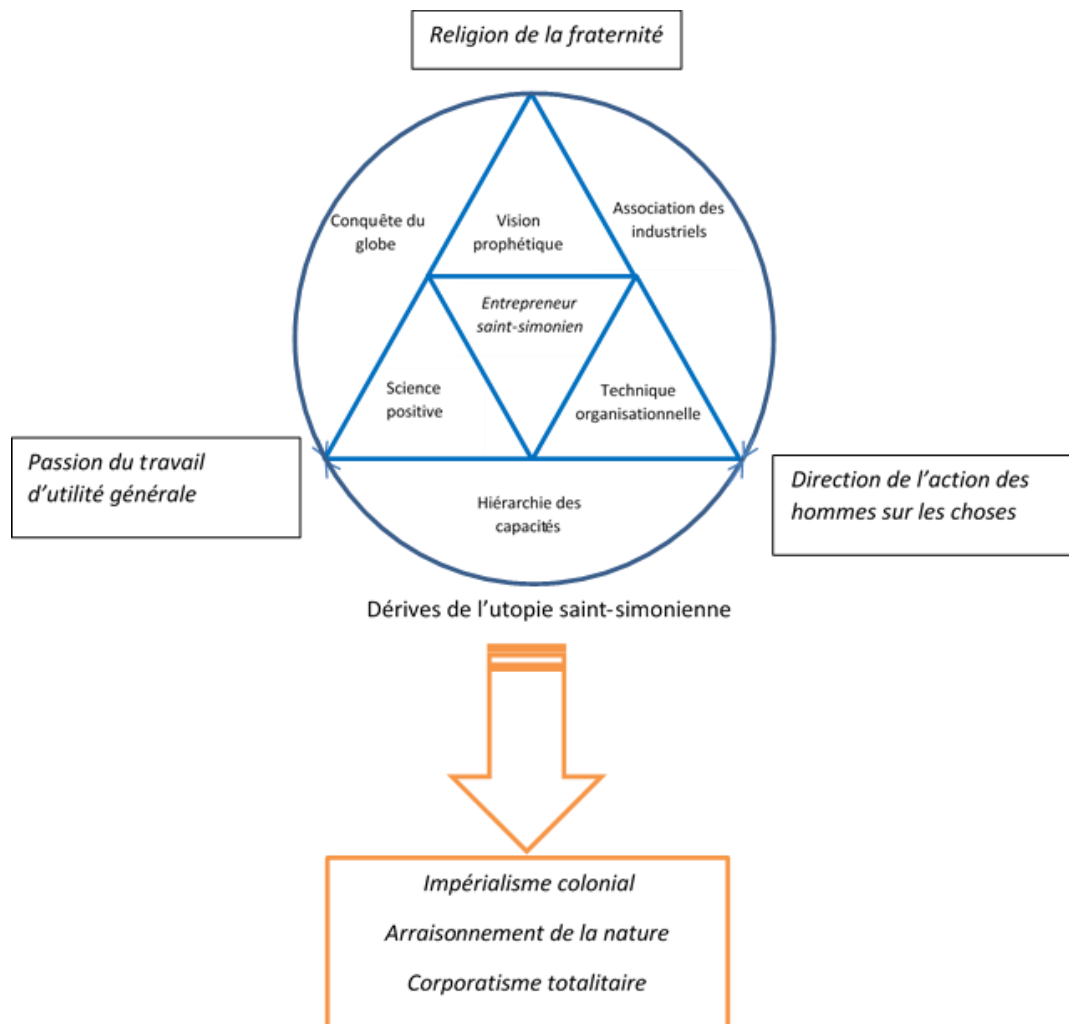 Religion de la fraternité
Conquête du
globe
Vision
prophétique
Association des
industriels
Entrepreneur
saint-simonien
Science
positive
Technique
organisationnelle
Passion du travail
d’utilité générale
Direction de l’action des
hommes sur les choses
Hiérarchie des
capacités
Dérives de l’utopie saint-simonienne
Impérialisme colonial
Arraisonnement de la nature
Corporatisme totalitaire